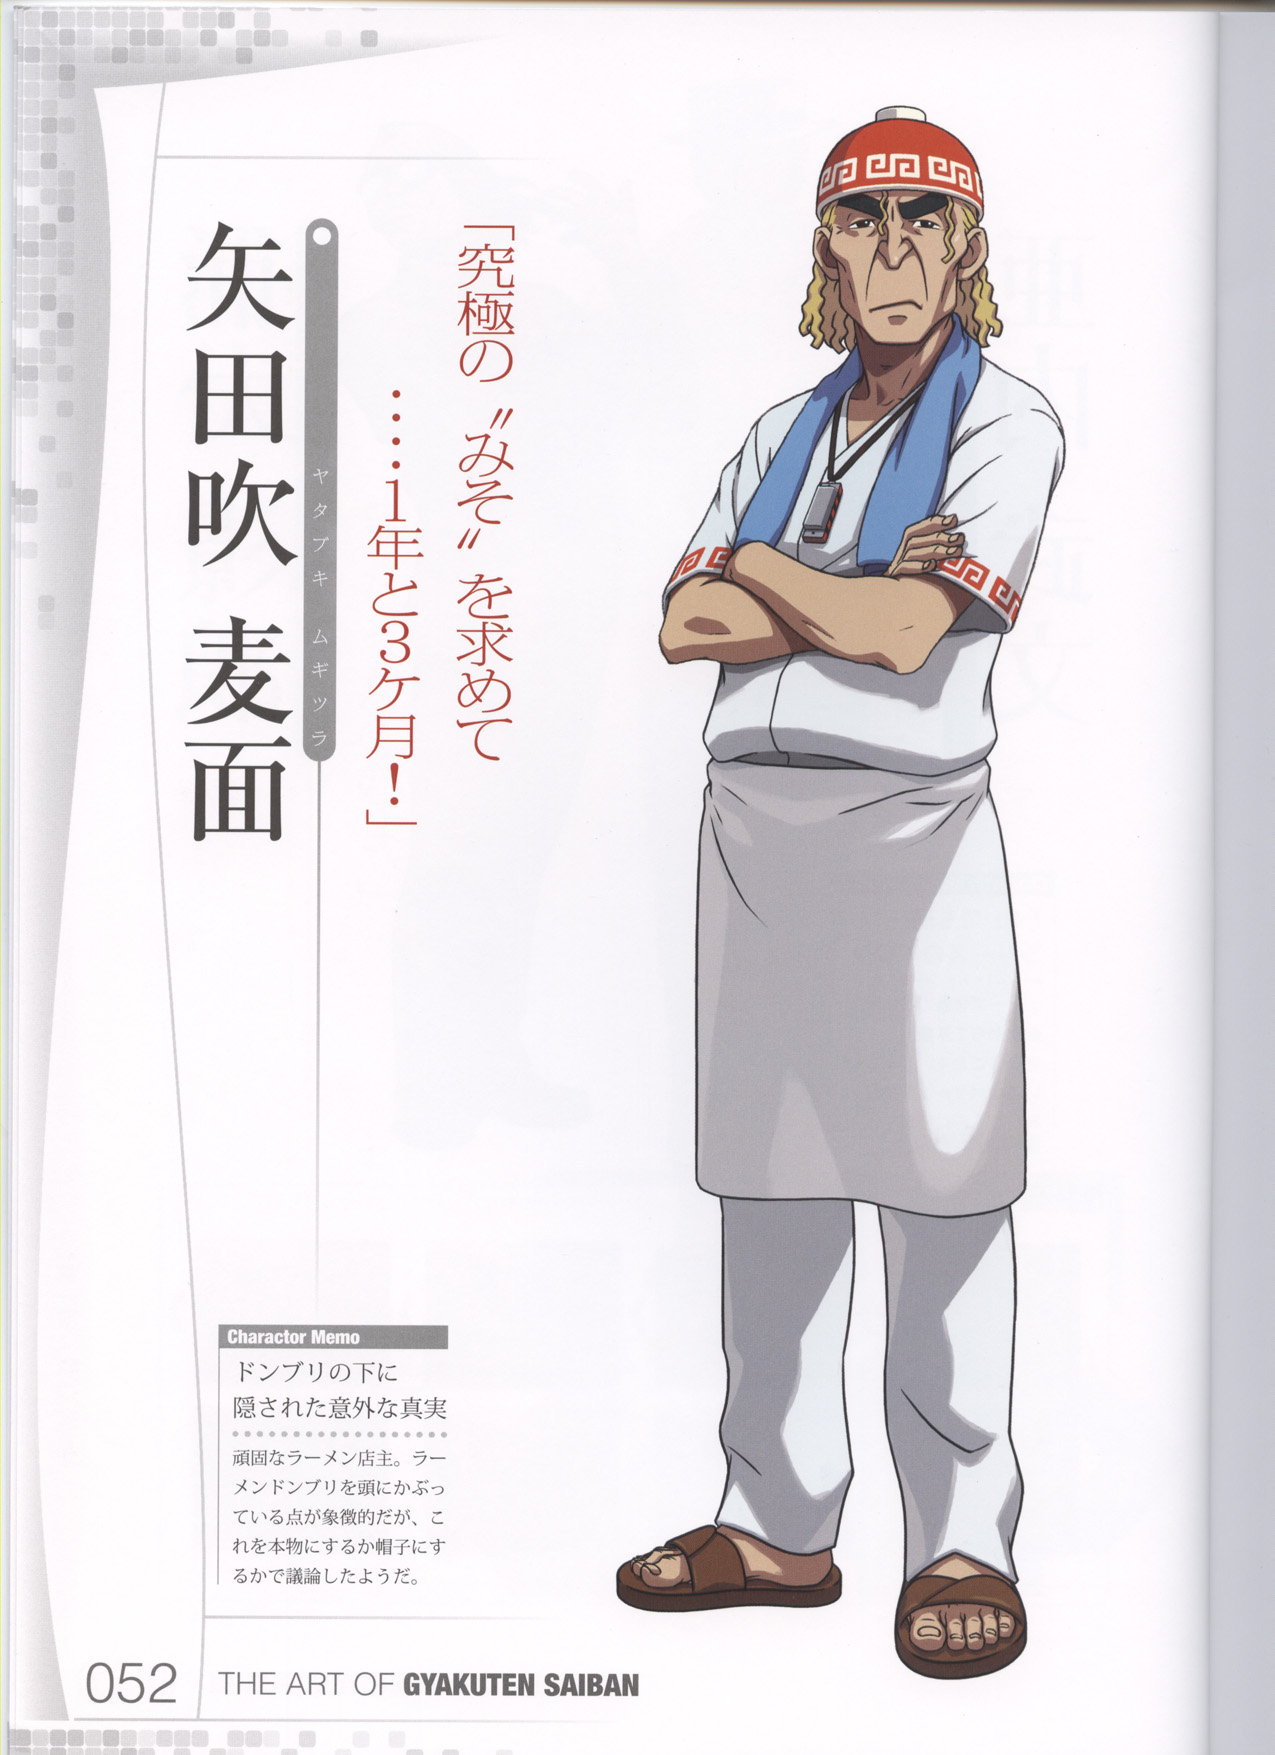 「究極の〝みそ〟を求めて
‥‥1年と3ケ月！」
ヤタブキ ムギツラ
矢田吹 麦面
Charactor Memo
ドンブリの下に
隠された意外な真実
頑固なラーメン店主。ラー
メンドンブリを頭にかぶっ
ている点が象徴的だが、こ
れを本物にするか帽子にす
るかで議論したようだ。
052 THE ART OF GYAKUTEN SAIBAN